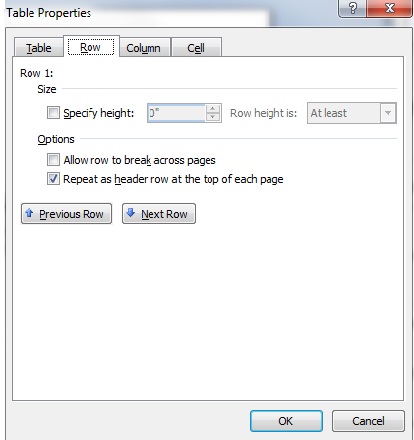 Table Properties
? X
Table Row Column Cell
Row 1:
Size
Specify height: 0" Row height is: At least
Options
Allow row to break across pages
Repeat as header row at the top of each page
Previous Row Next Row
OK Cancel